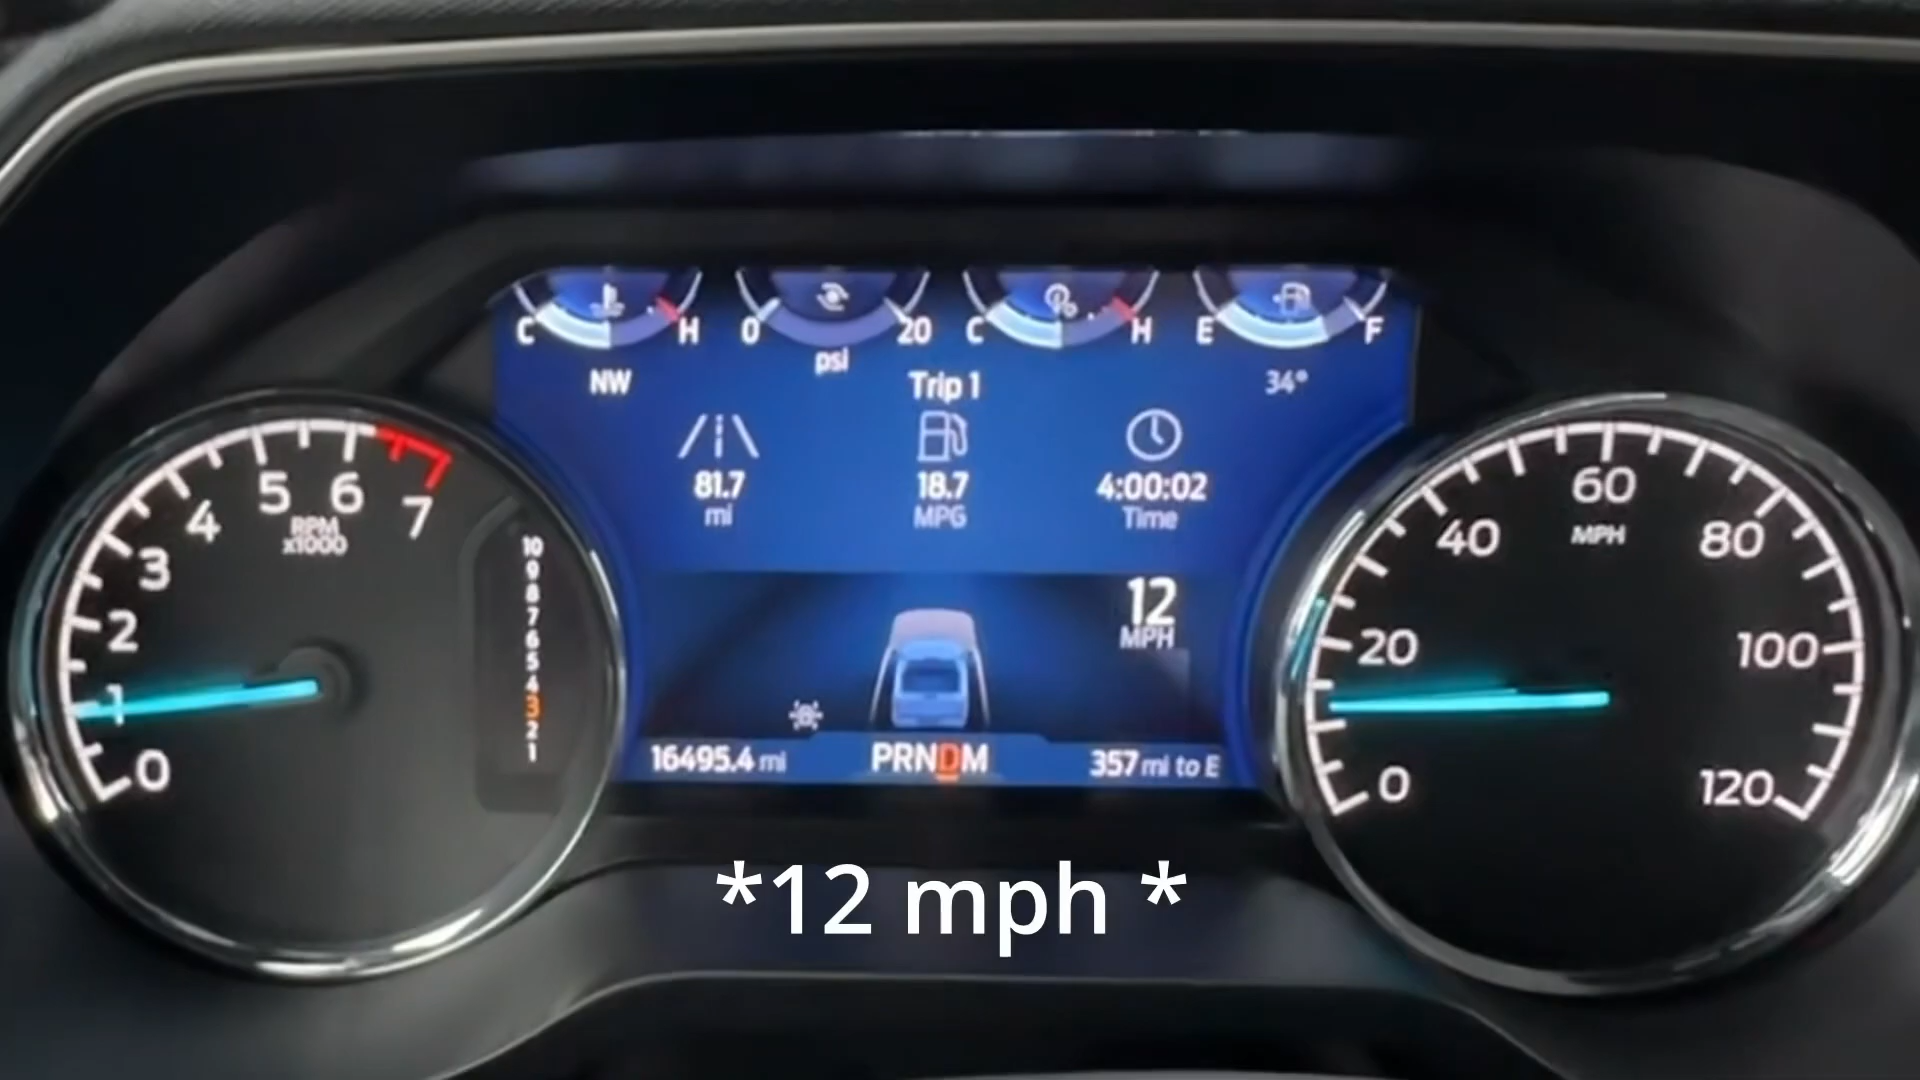 C H 0 20 C H E F
psi
NW Trip 1 34°
81.7 18.7 4:00:02
mi MPG Time
12
MPH
16495.4 mi PRNDM 357 mi to E
0 1 2 3 4 5 6 7
RPM
x1000
10
9
8
7
6
5
4
3
2
1
0 20 40 60 80 100 120
MPH
*12 mph *